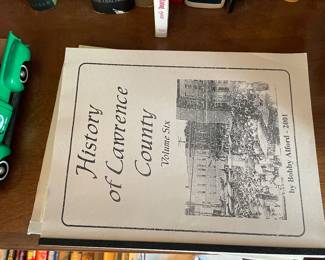 History
of Lawrence
County
Volume Six
by Bobby Alford - 2001